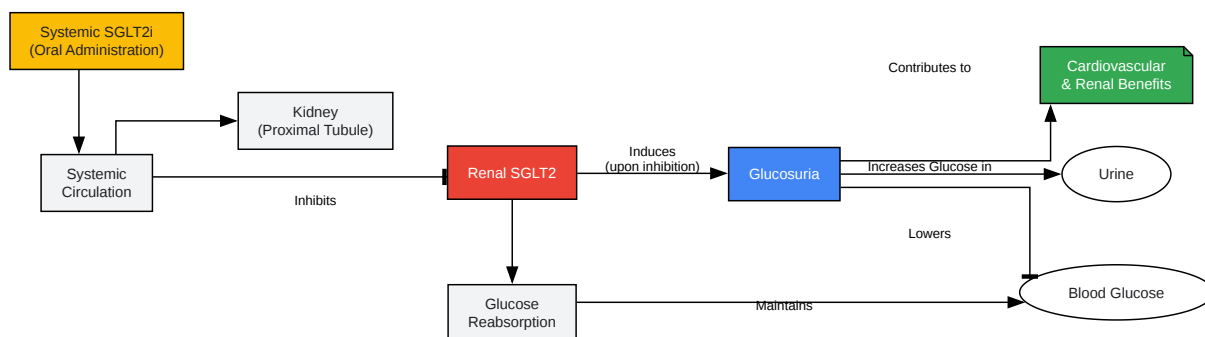 Systemic SGLT2i
(Oral Administration)
Contributes to
Cardiovascular
& Renal Benefits
Kidney
(Proximal Tubule)
Systemic
Circulation
Inhibits
Renal SGLT2
Induces
(upon inhibition)
Glucosuria
Increases Glucose in
Urine
Lowers
Glucose
Reabsorption
Maintains
Blood Glucose